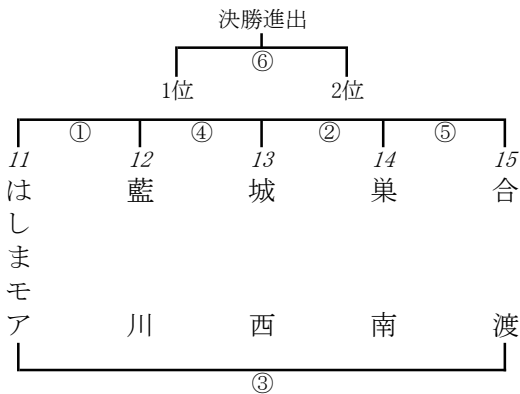 決勝進出
⑥
1位 2位
① ④ ② ⑤
11 12 13 14 15
はしまモア
藍川
城西
巣南
合渡
③